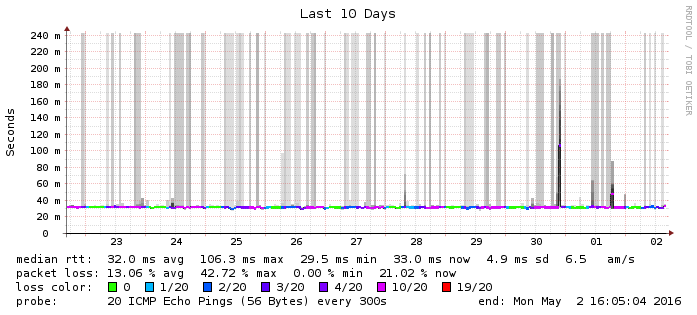 Last 10 Days
RRDTOOL / TOBI OETIKER
Seconds
240 m
220 m
200 m
180 m
160 m
140 m
120 m
100 m
80 m
60 m
40 m
20 m
0
23 24 25 26 27 28 29 30 01 02
median rtt: 32.0 ms avg 106.3 ms max 29.5 ms min 33.0 ms now 4.9 ms sd 6.5 am/s
packet loss: 13.06 % avg 42.72 % max 0.00 % min 21.02 % now
loss color: 0 1/20 2/20 3/20 4/20 10/20 19/20
probe: 20 ICMP Echo Pings (56 Bytes) every 300s end: Mon May 2 16:05:04 2016